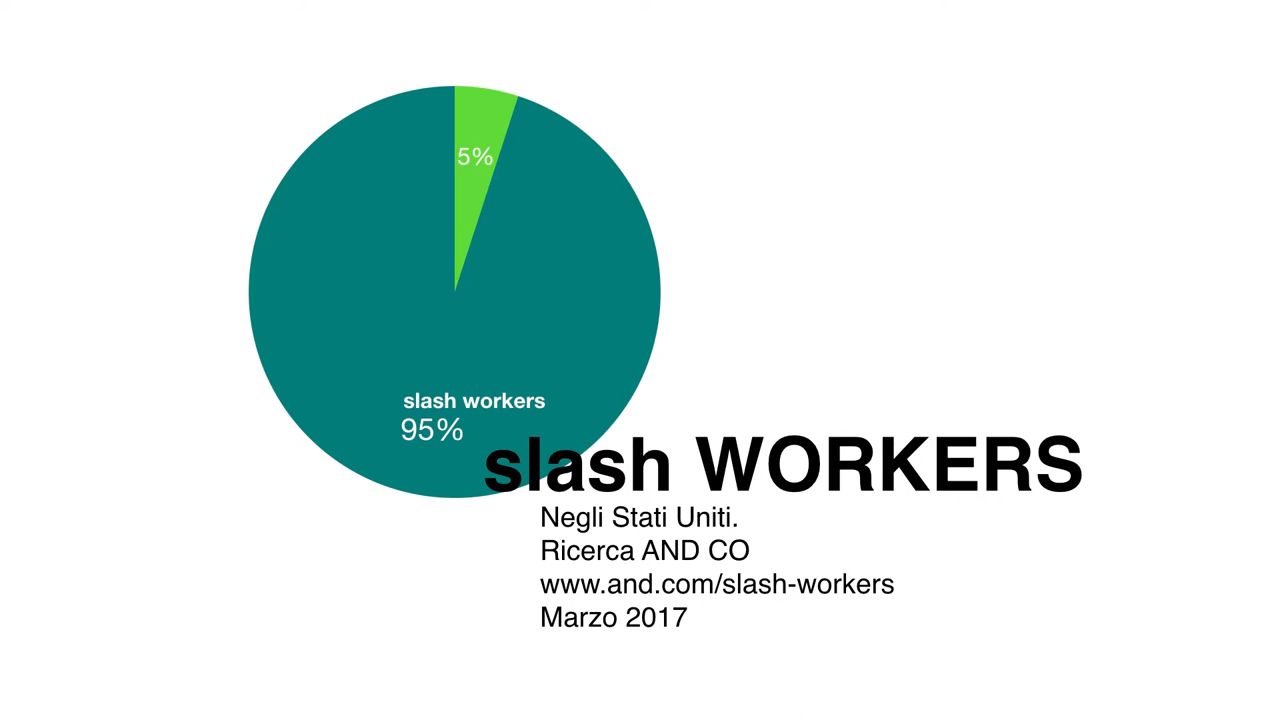 5%
slash workers
95%
slash WORKERS
Negli Stati Uniti.
Ricerca AND CO
www.and.com/slash-workers
Marzo 2017